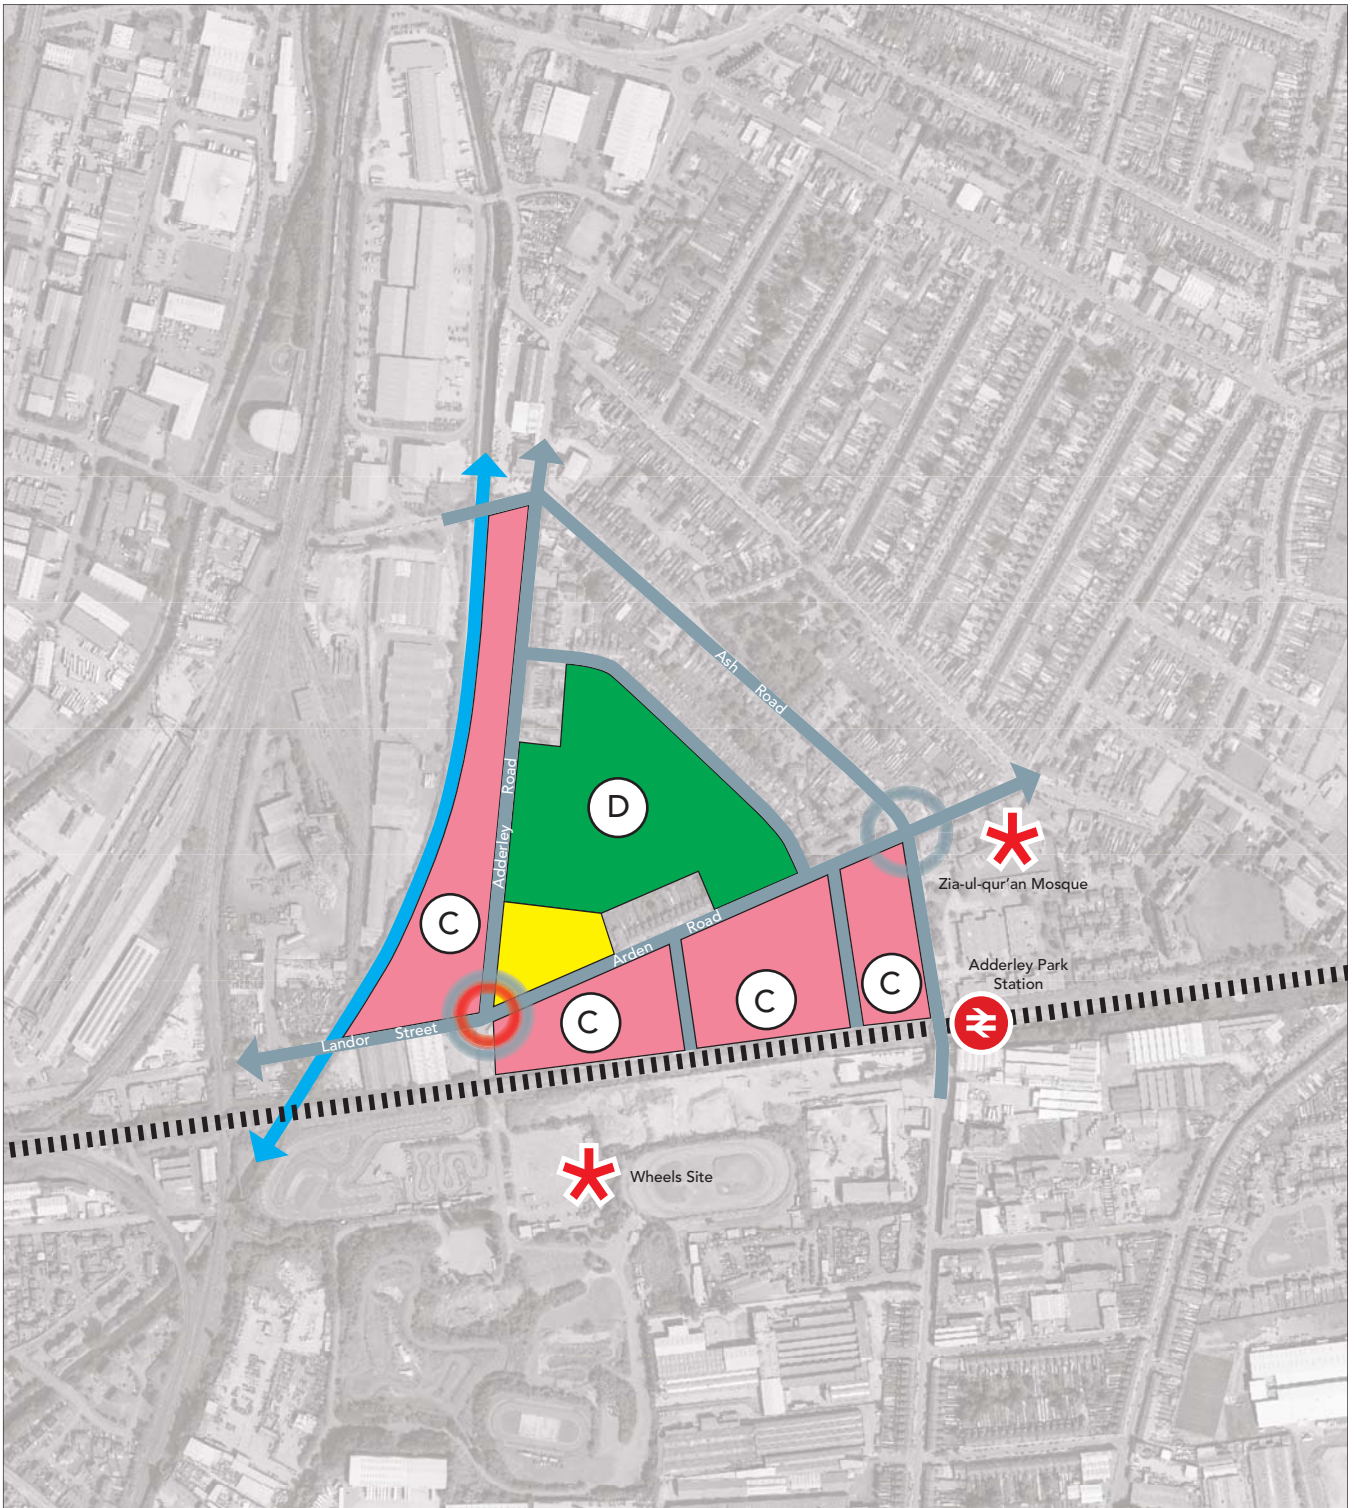 Ash Road
Adderley Road
D
Zia-ul-qur'an Mosque
C
Arden Road
Adderley Park
Station
C
C
C
Landor Street
Wheels Site